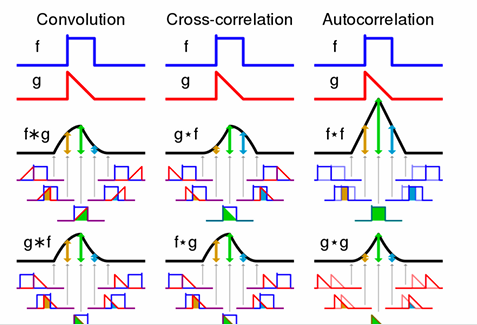 Convolution Cross-correlation Autocorrelation
f f f
g g g
f∗g g⋆f f⋆f
g∗f f⋆g g⋆g